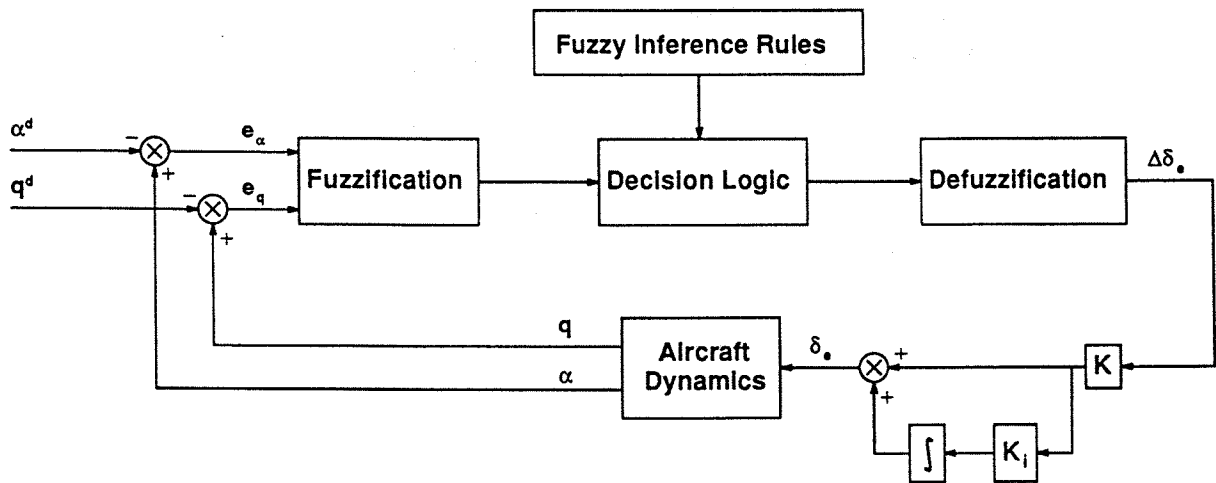 Fuzzy Inference Rules
α^d
−
+
e_α
q^d
−
+
e_q
Fuzzification
Decision Logic
Defuzzification
Δδ_e
q
α
Aircraft
Dynamics
δ_e
+
+
K
∫
K_i